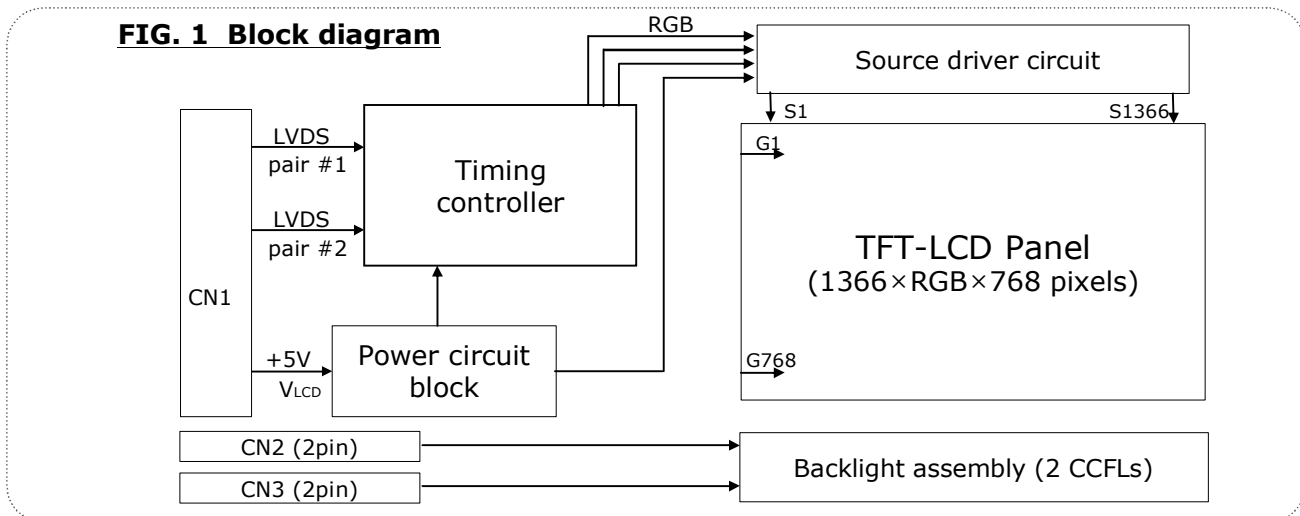 FIG. 1 Block diagram
RGB
Source driver circuit
S1
S1366
CN1
LVDS
pair #1
LVDS
pair #2
Timing
controller
G1
TFT-LCD Panel
(1366×RGB×768 pixels)
G768
+5V
VLCD
Power circuit
block
CN2 (2pin)
CN3 (2pin)
Backlight assembly (2 CCFLs)